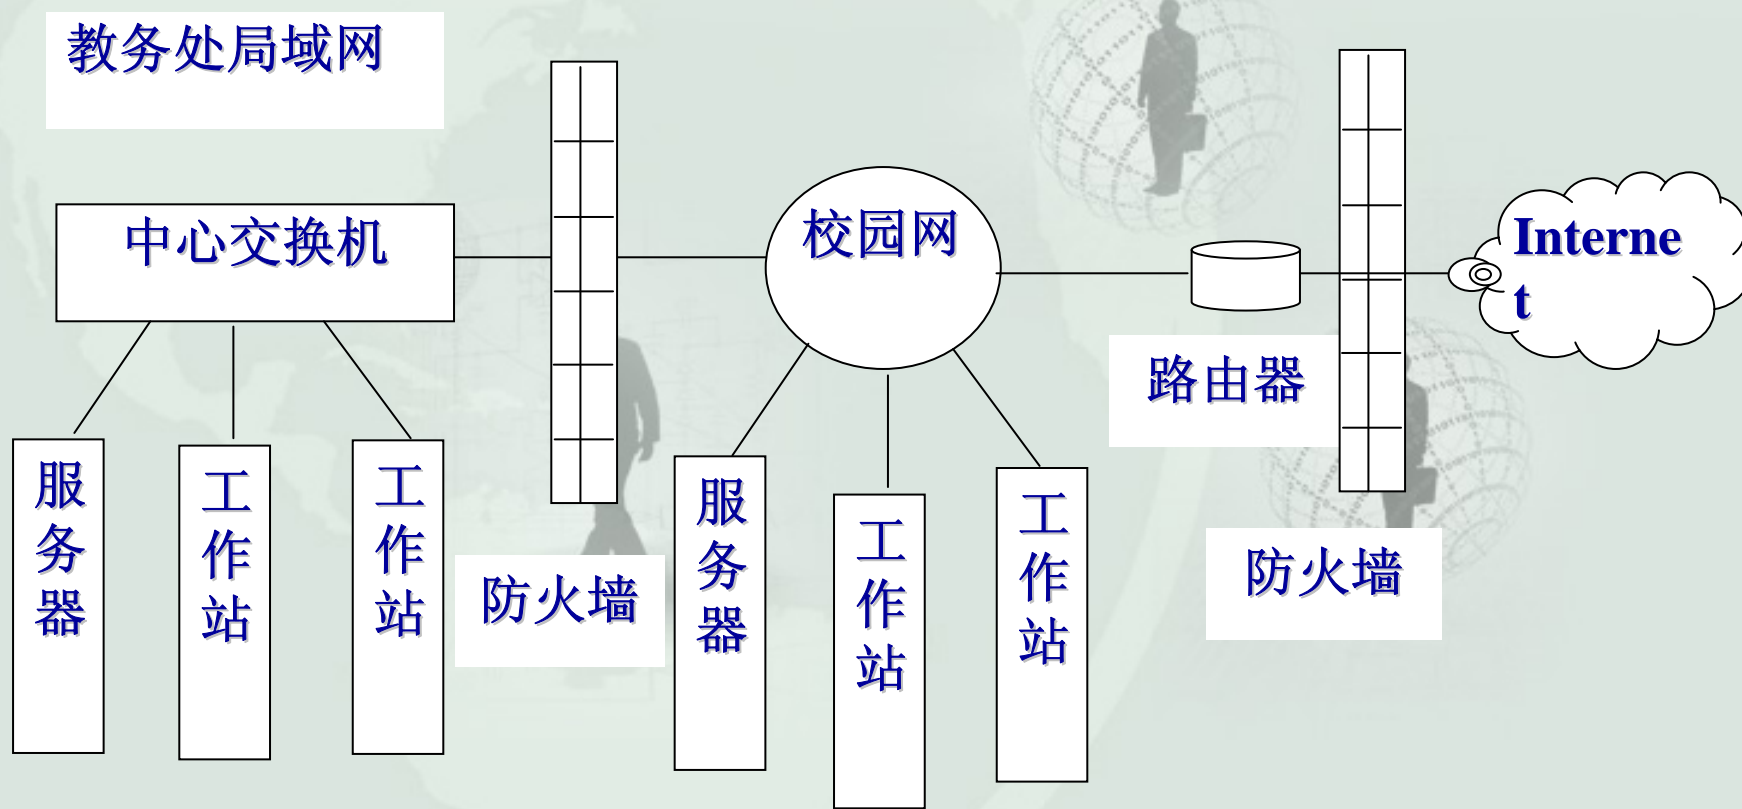 教务处局域网
中心交换机
校园网
Interne
t
路由器
服务器
工作站
工作站
防火墙
服务器
工作站
工作站
防火墙